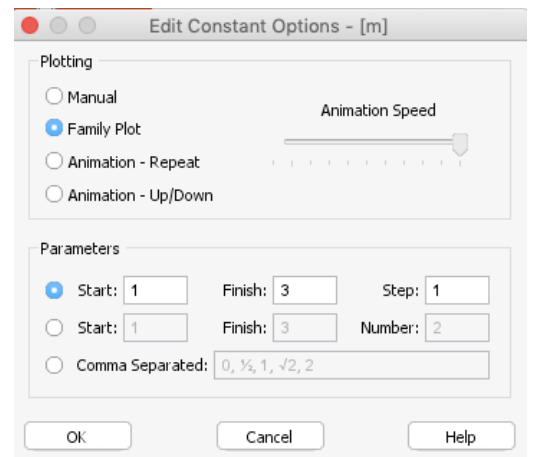 Edit Constant Options - [m]
Plotting
Manual
Animation Speed
Family Plot
Animation - Repeat
Animation - Up/Down
Parameters
Start: 1 Finish: 3 Step: 1
Start: 1 Finish: 3 Number: 2
Comma Separated: 0, ½, 1, √2, 2
OK Cancel Help